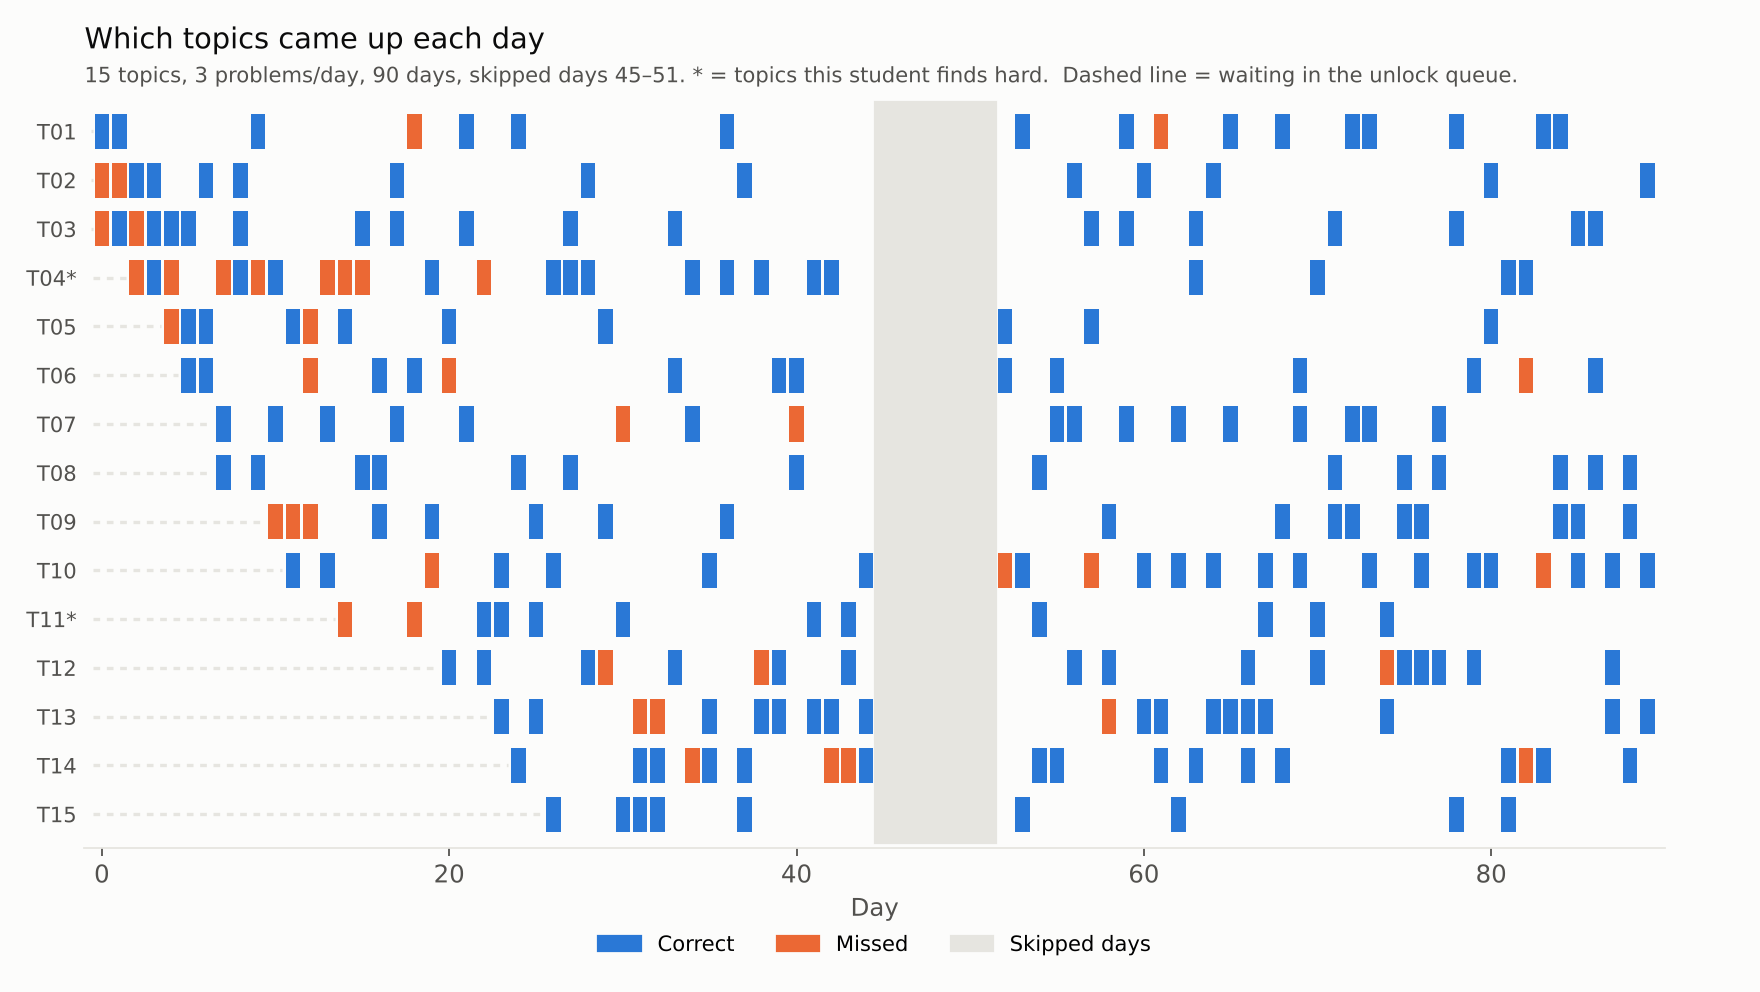 Which topics came up each day
15 topics, 3 problems/day, 90 days, skipped days 45–51. * = topics this student finds hard.  Dashed line = waiting in the unlock queue.
T01
T02
T03
T04*
T05
T06
T07
T08
T09
T10
T11*
T12
T13
T14
T15
0 20 40 60 80
Day
Correct Missed Skipped days